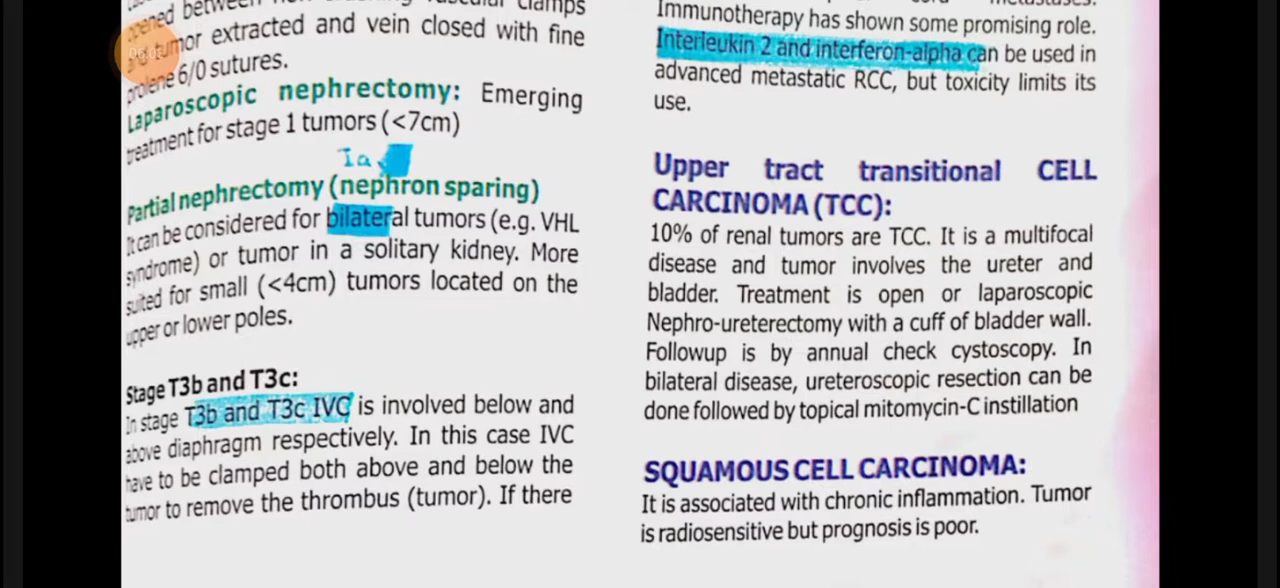 opened between vascular clamps
and tumor extracted and vein closed with fine
prolene 6/0 sutures.
Laparoscopic nephrectomy: Emerging
treatment for stage 1 tumors (<7cm)
Ia
Partial nephrectomy (nephron sparing)
It can be considered for bilateral tumors (e.g. VHL
syndrome) or tumor in a solitary kidney. More
suited for small (<4cm) tumors located on the
upper or lower poles.
Stage T3b and T3c:
In stage T3b and T3c IVC is involved below and
above diaphragm respectively. In this case IVC
have to be clamped both above and below the
tumor to remove the thrombus (tumor). If there
metastases.
Immunotherapy has shown some promising role.
Interleukin 2 and interferon-alpha can be used in
advanced metastatic RCC, but toxicity limits its
use.
Upper tract transitional CELL
CARCINOMA (TCC):
10% of renal tumors are TCC. It is a multifocal
disease and tumor involves the ureter and
bladder. Treatment is open or laparoscopic
Nephro-ureterectomy with a cuff of bladder wall.
Followup is by annual check cystoscopy. In
bilateral disease, ureteroscopic resection can be
done followed by topical mitomycin-C instillation
SQUAMOUS CELL CARCINOMA:
It is associated with chronic inflammation. Tumor
is radiosensitive but prognosis is poor.